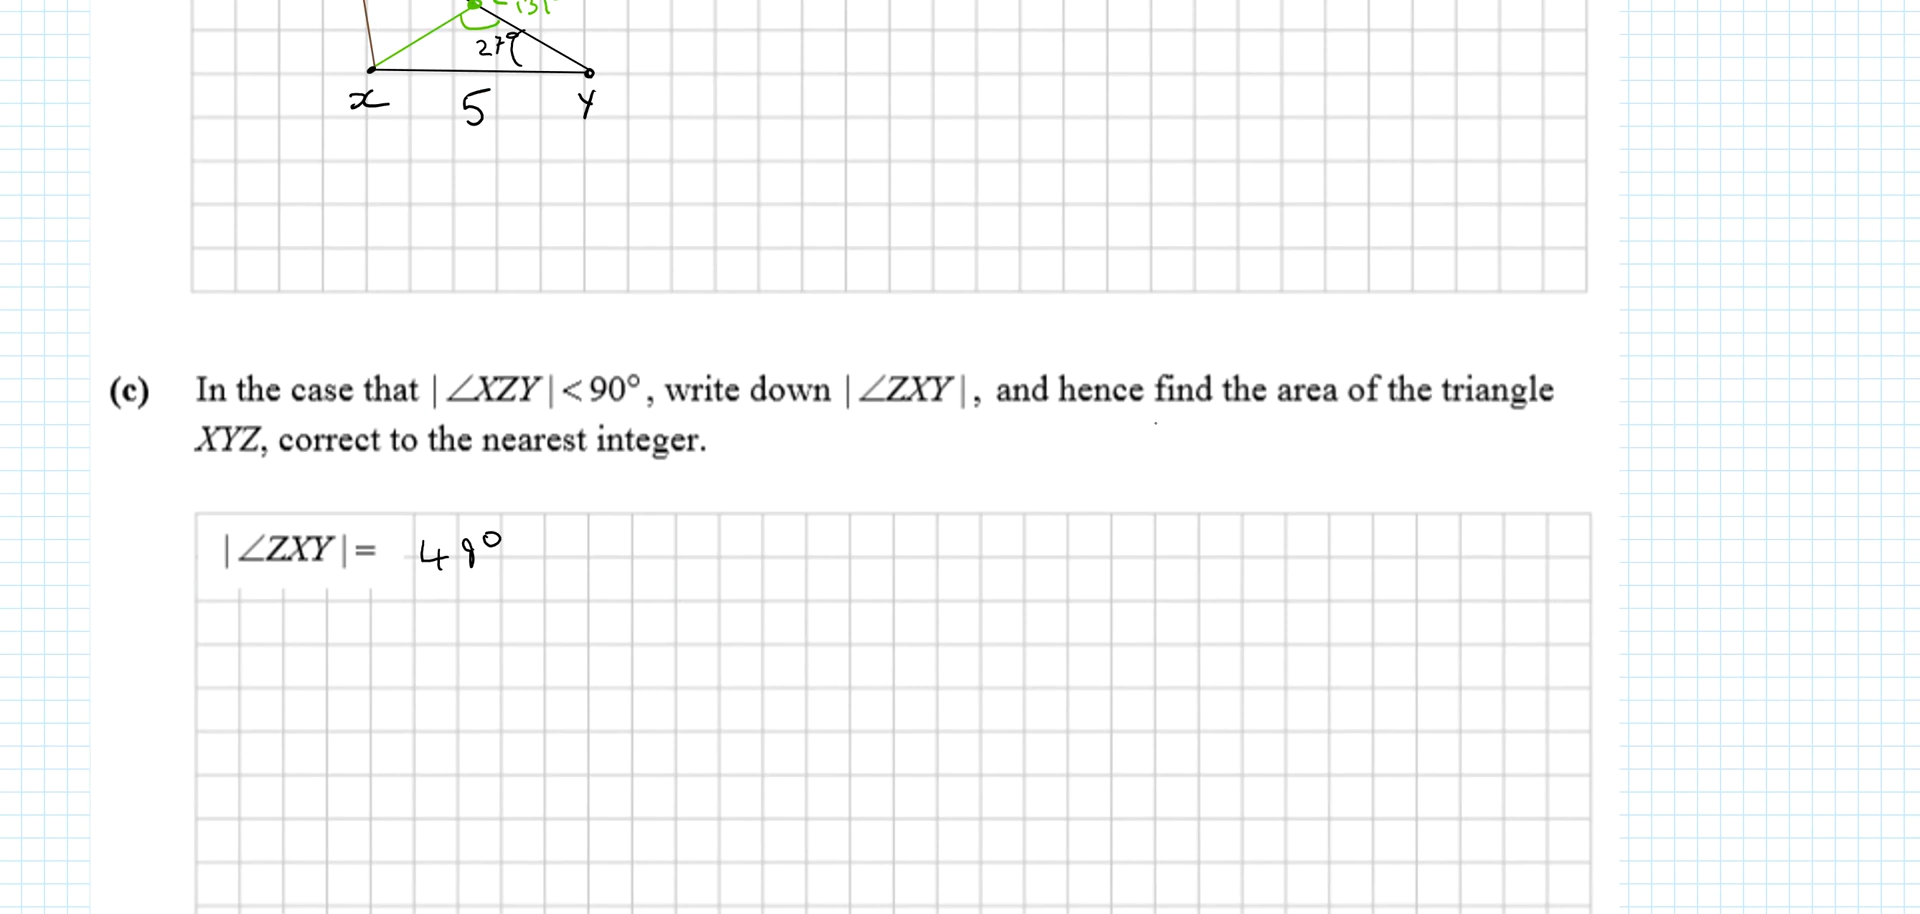 131°
27°
x 5 Y
(c) In the case that |∠XZY| < 90°, write down |∠ZXY|, and hence find the area of the triangle
XYZ, correct to the nearest integer.
|∠ZXY| = 49°